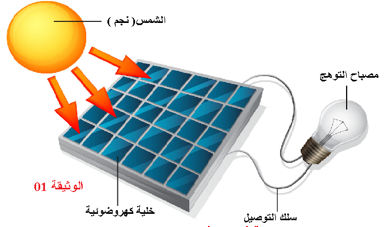 الشمس( نجم )
مصباح التوهج
الوثيقة 01
خلية كهروضوئية
سلك التوصيل